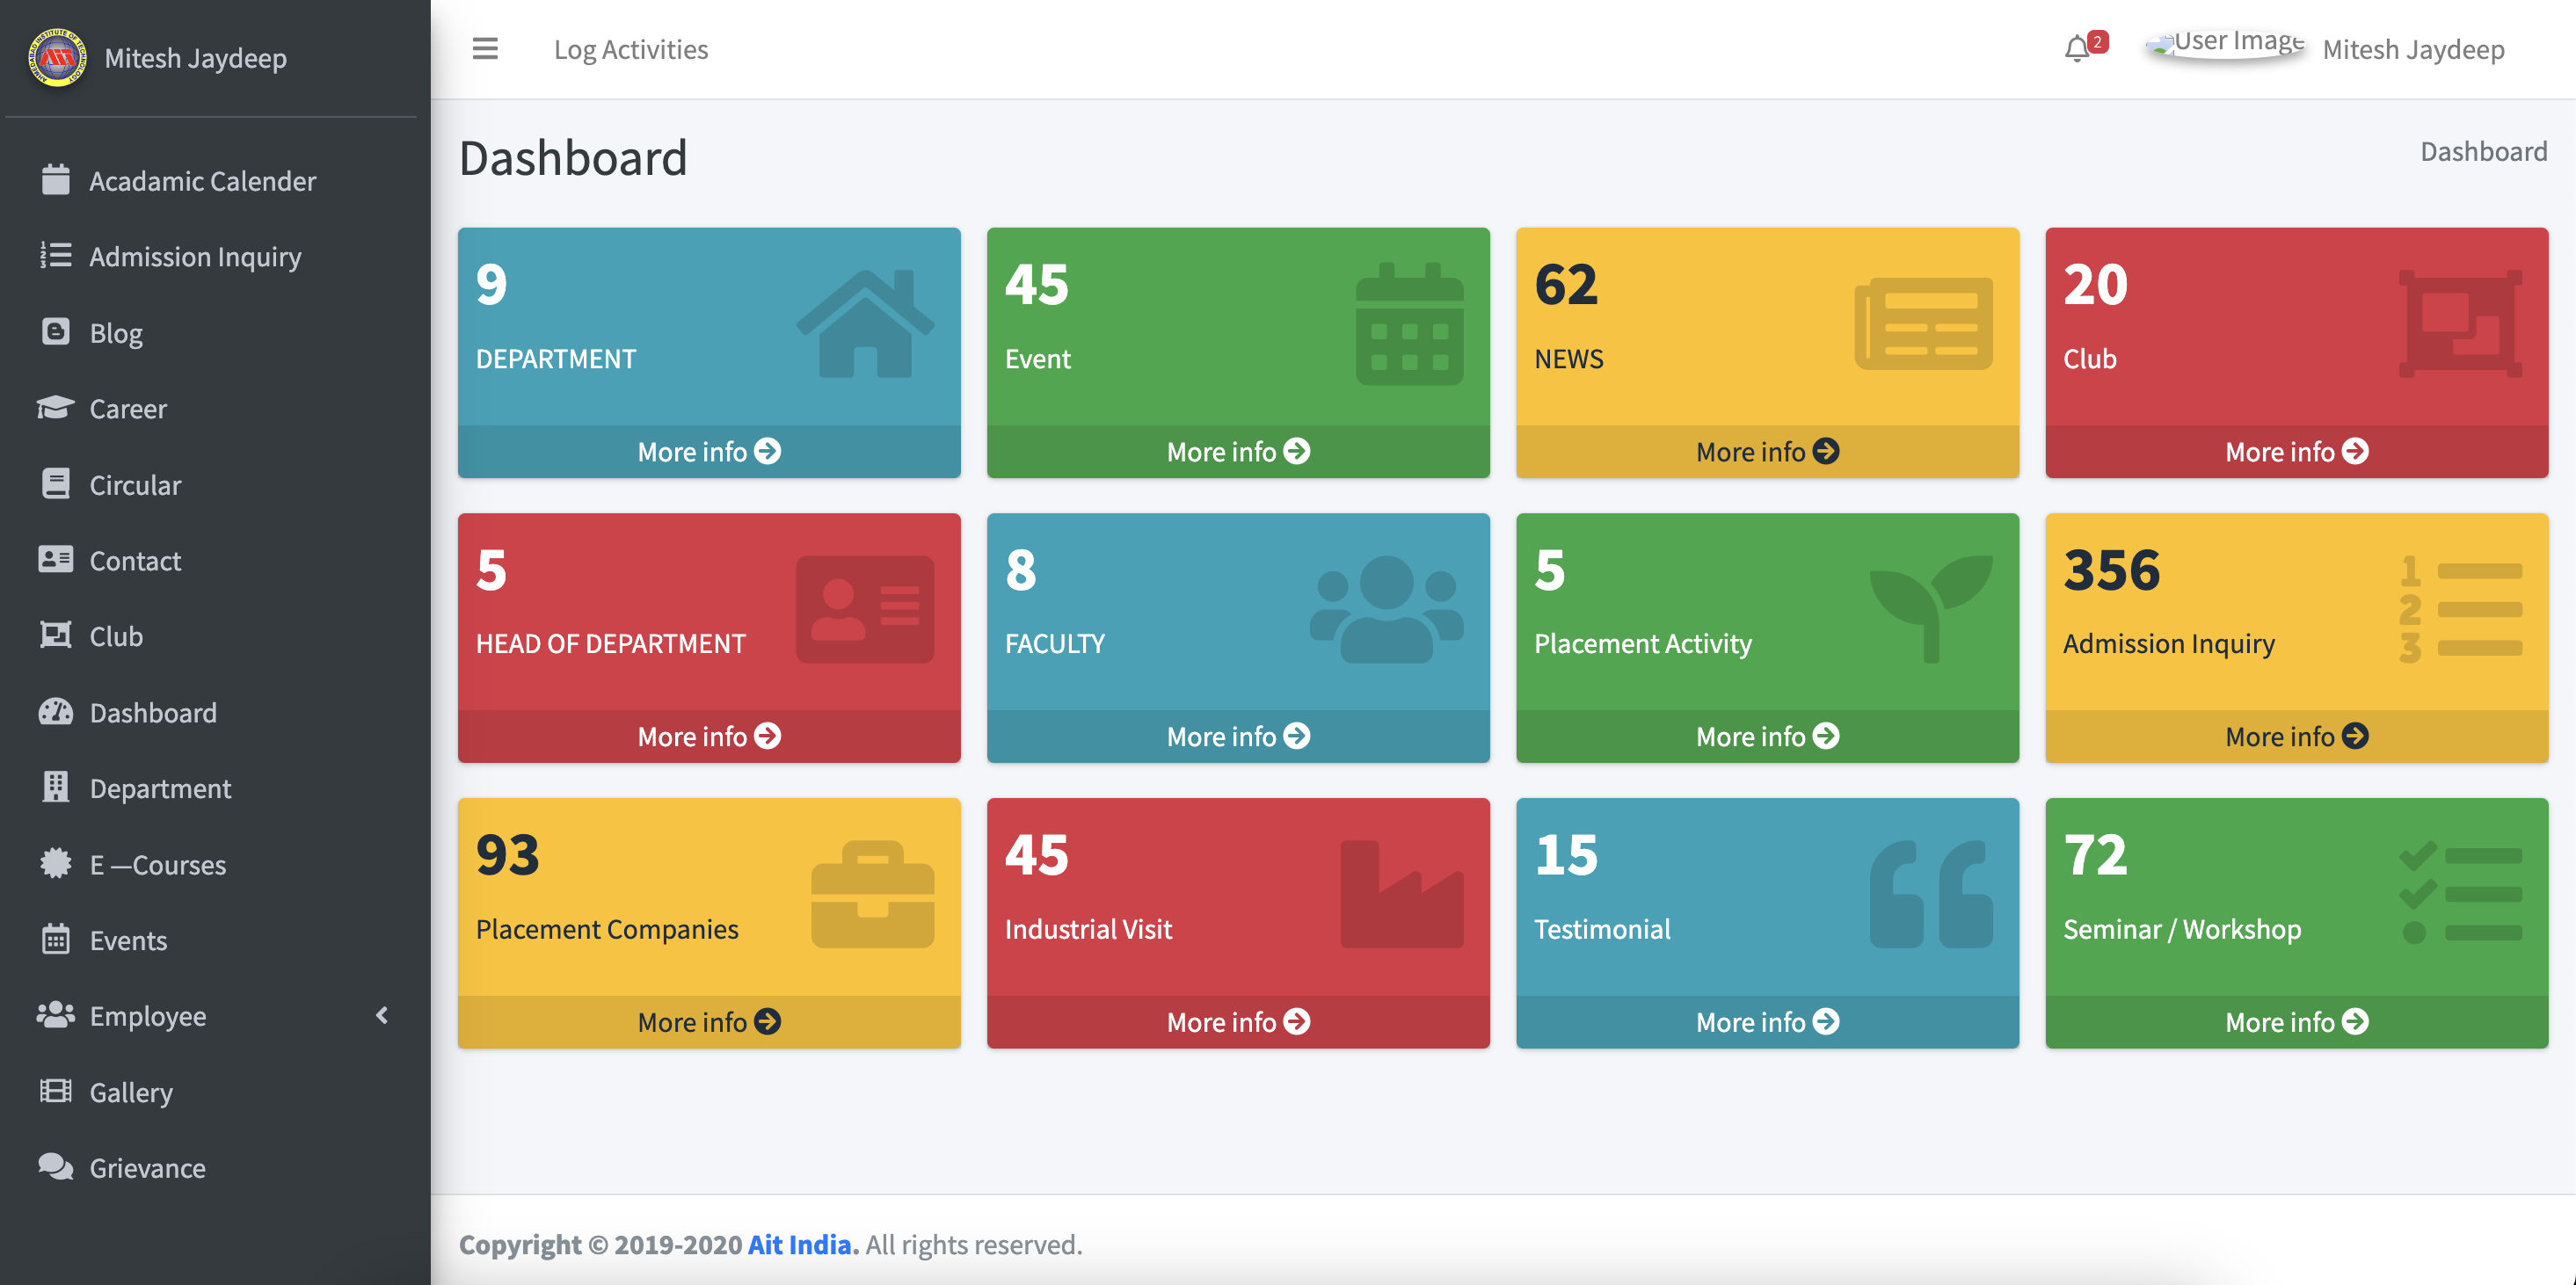 Mitesh Jaydeep
Acadamic Calender
Admission Inquiry
Blog
Career
Circular
Contact
Club
Dashboard
Department
E —Courses
Events
Employee
Gallery
Grievance
Log Activities
2
User Image
Mitesh Jaydeep
Dashboard
Dashboard
9
DEPARTMENT
More info
45
Event
More info
62
NEWS
More info
20
Club
More info
5
HEAD OF DEPARTMENT
More info
8
FACULTY
More info
5
Placement Activity
More info
356
Admission Inquiry
More info
93
Placement Companies
More info
45
Industrial Visit
More info
15
Testimonial
More info
72
Seminar / Workshop
More info
Copyright © 2019-2020 Ait India. All rights reserved.